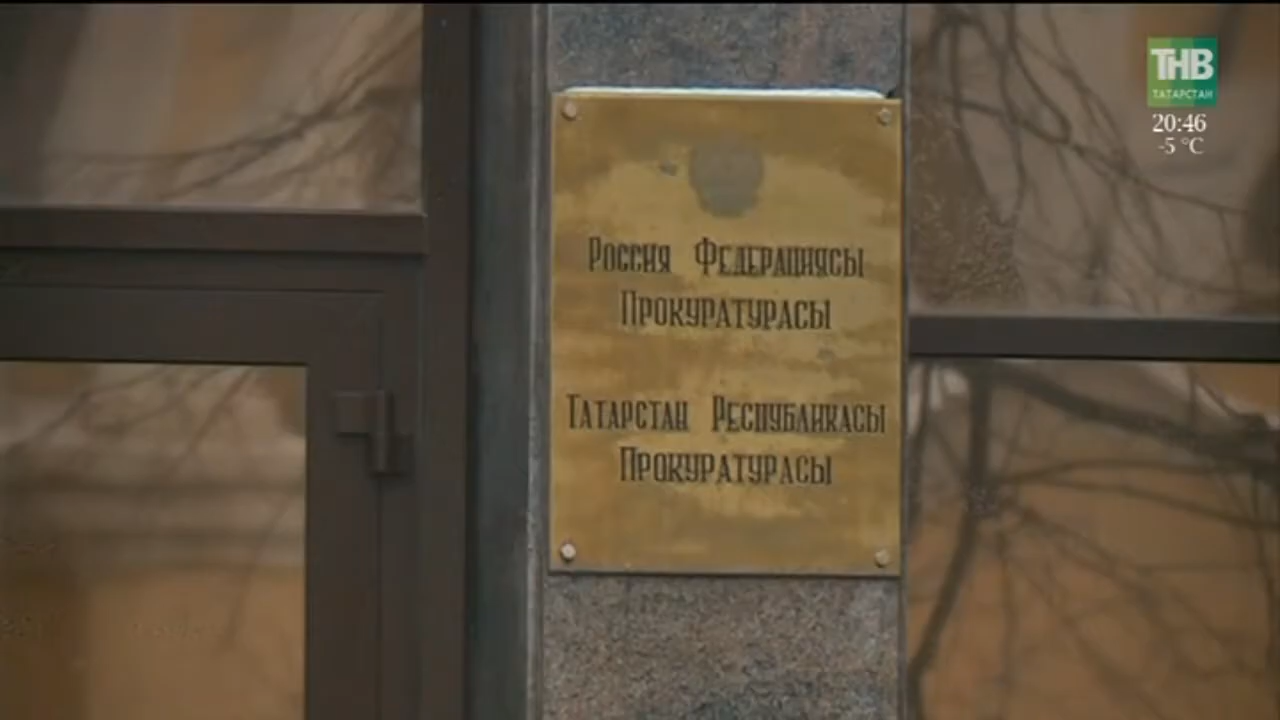 ТНВ
ТАТАРСТАН
20:46
-5 °C
Россия Федерациясы
Прокуратурасы
Татарстан Республикасы
Прокуратурасы